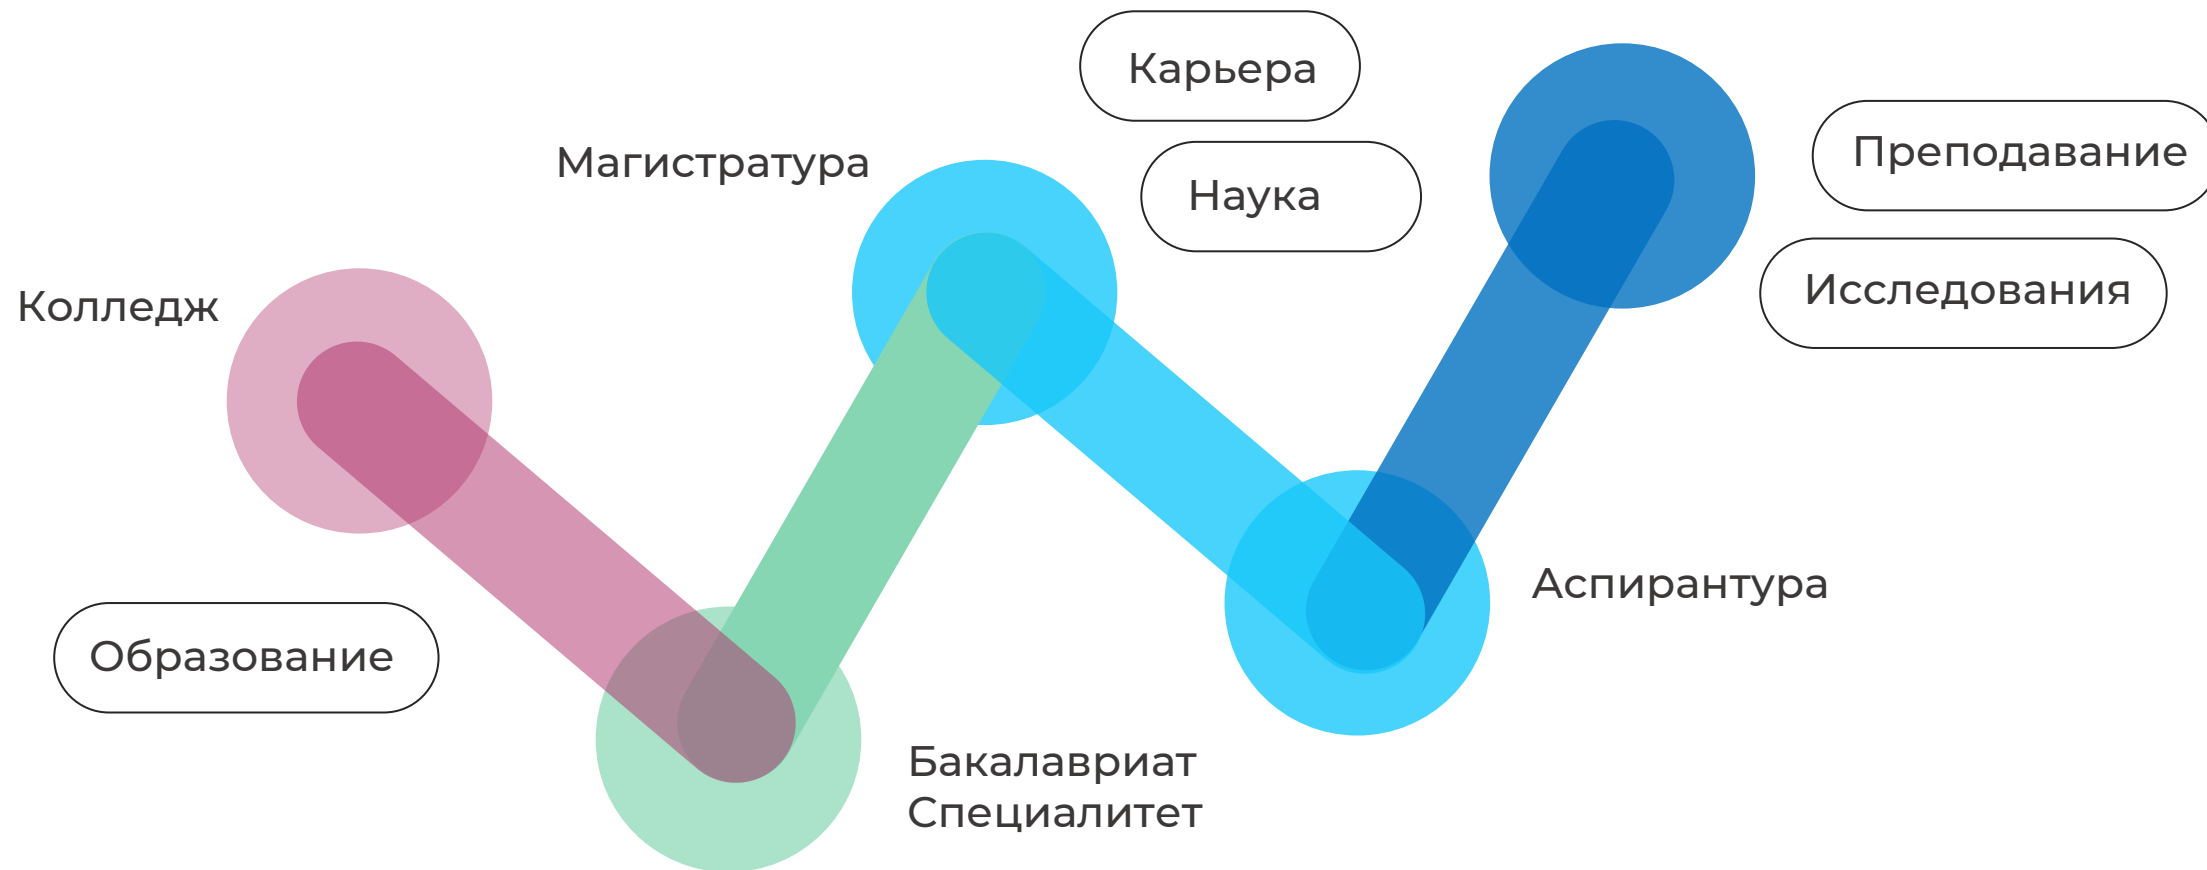 Колледж
Образование
Бакалавриат
Специалитет
Магистратура
Карьера
Наука
Аспирантура
Преподавание
Исследования